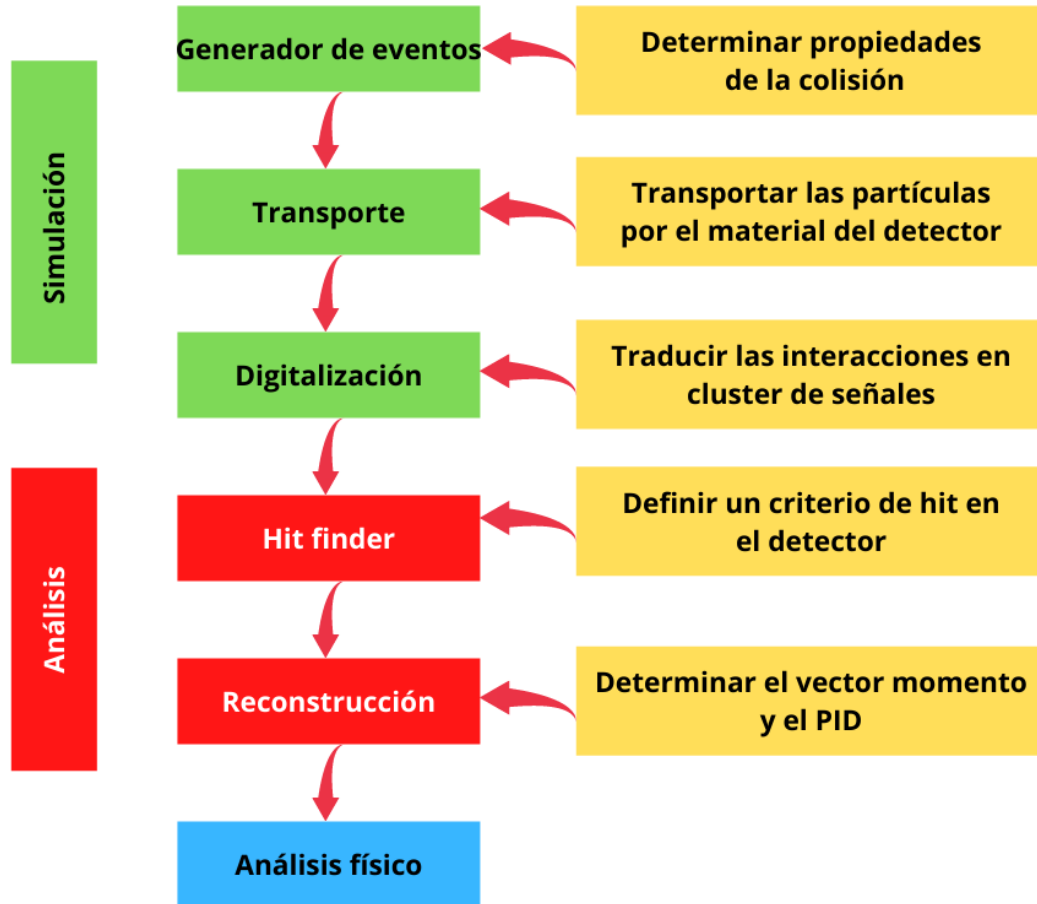 Generador de eventos
Determinar propiedades
de la colisión
Simulación
Transporte
Transportar las partículas
por el material del detector
Digitalización
Traducir las interacciones en
cluster de señales
Análisis
Hit finder
Definir un criterio de hit en
el detector
Reconstrucción
Determinar el vector momento
y el PID
Análisis físico